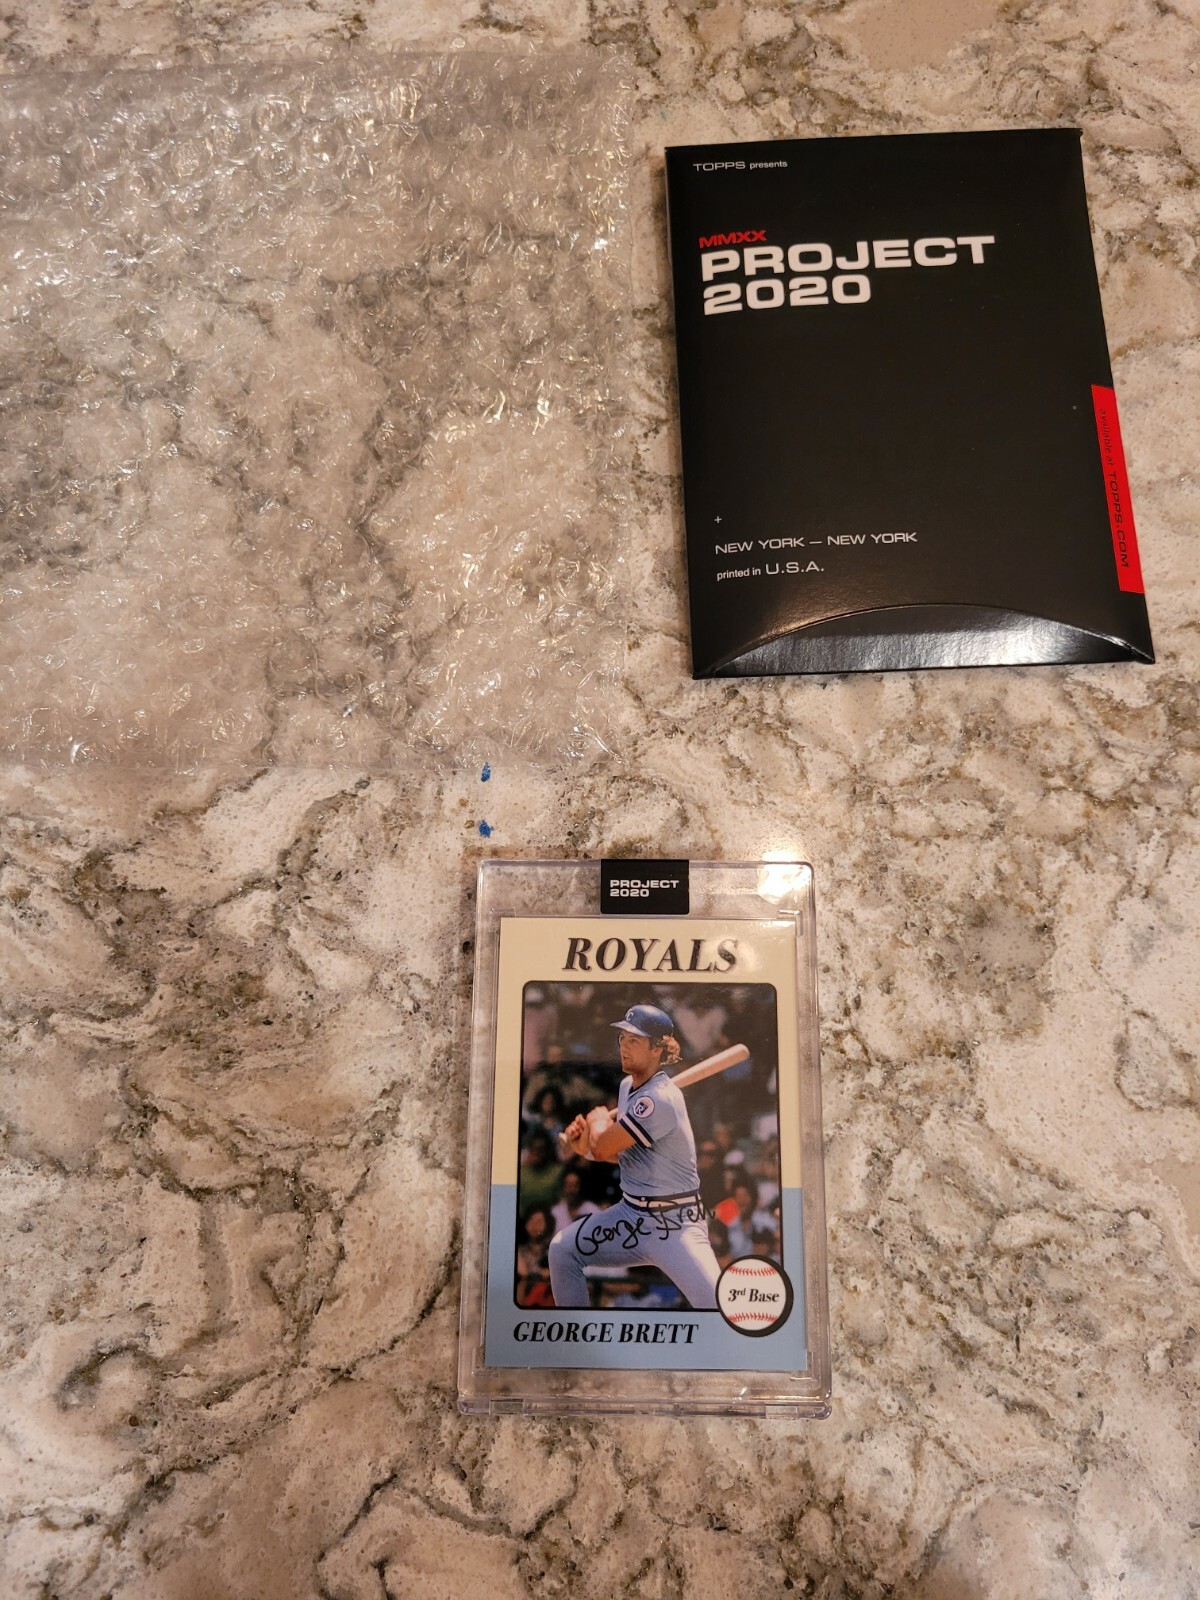 TOPPS presents
MMXX
PROJECT
2020
available at TOPPS.COM
+
NEW YORK — NEW YORK
printed in U.S.A.
PROJECT
2020
ROYALS
R
George Brett
3rd Base
GEORGE BRETT